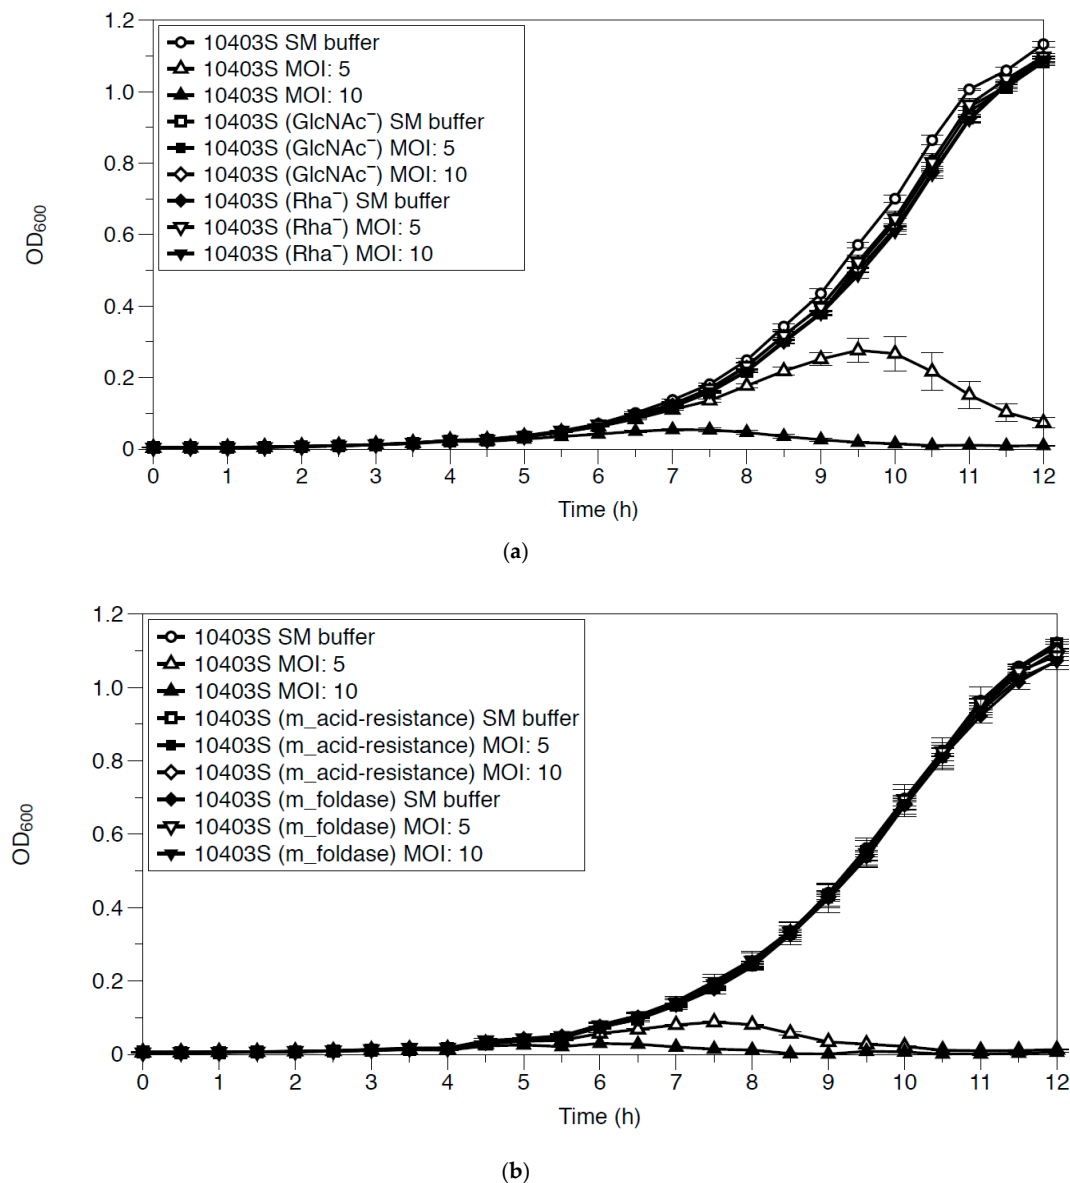 1.2
1.0
0.8
0.6
0.4
0.2
0
OD600
10403S SM buffer
10403S MOI: 5
10403S MOI: 10
10403S (GlcNAc⁻) SM buffer
10403S (GlcNAc⁻) MOI: 5
10403S (GlcNAc⁻) MOI: 10
10403S (Rha⁻) SM buffer
10403S (Rha⁻) MOI: 5
10403S (Rha⁻) MOI: 10
0 1 2 3 4 5 6 7 8 9 10 11 12
Time (h)
(a)
1.2
1.0
0.8
0.6
0.4
0.2
0
OD600
10403S SM buffer
10403S MOI: 5
10403S MOI: 10
10403S (m_acid-resistance) SM buffer
10403S (m_acid-resistance) MOI: 5
10403S (m_acid-resistance) MOI: 10
10403S (m_foldase) SM buffer
10403S (m_foldase) MOI: 5
10403S (m_foldase) MOI: 10
0 1 2 3 4 5 6 7 8 9 10 11 12
Time (h)
(b)